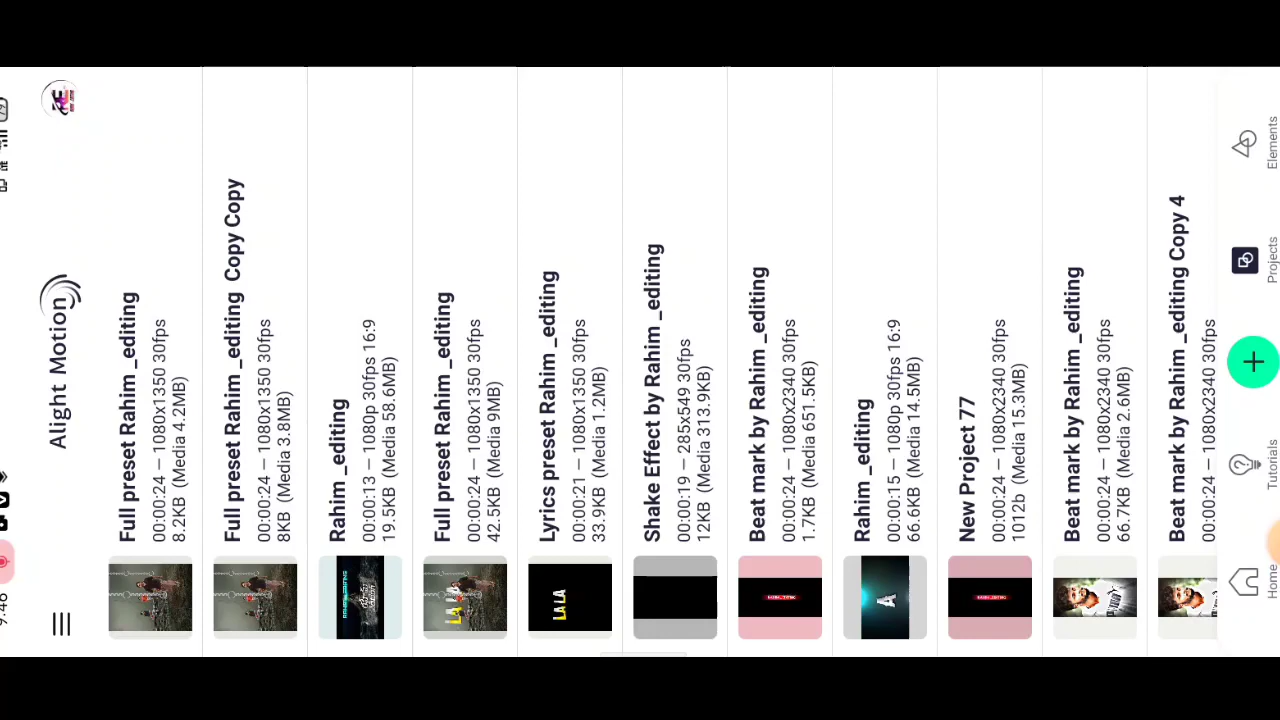 9:46
79
Alight Motion
Full preset Rahim _editing
00:00:24 — 1080x1350 30fps
8.2KB (Media 4.2MB)
Full preset Rahim _editing Copy Copy
00:00:24 — 1080x1350 30fps
8KB (Media 3.8MB)
Rahim _editing
00:00:13 — 1080p 30fps 16:9
19.5KB (Media 58.6MB)
LA LA
Full preset Rahim _editing
00:00:24 — 1080x1350 30fps
42.5KB (Media 9MB)
LA LA
Lyrics preset Rahim _editing
00:00:21 — 1080x1350 30fps
33.9KB (Media 1.2MB)
Shake Effect by Rahim _editing
00:00:19 — 285x549 30fps
12KB (Media 313.9KB)
Beat mark by Rahim _editing
00:00:24 — 1080x2340 30fps
1.7KB (Media 651.5KB)
A
Rahim _editing
00:00:15 — 1080p 30fps 16:9
66.6KB (Media 14.5MB)
New Project 77
00:00:24 — 1080x2340 30fps
1012b (Media 15.3MB)
Beat mark by Rahim _editing
00:00:24 — 1080x2340 30fps
66.7KB (Media 2.6MB)
Beat mark by Rahim _editing Copy 4
00:00:24 — 1080x2340 30fps
Home
Tutorials
Projects
Elements